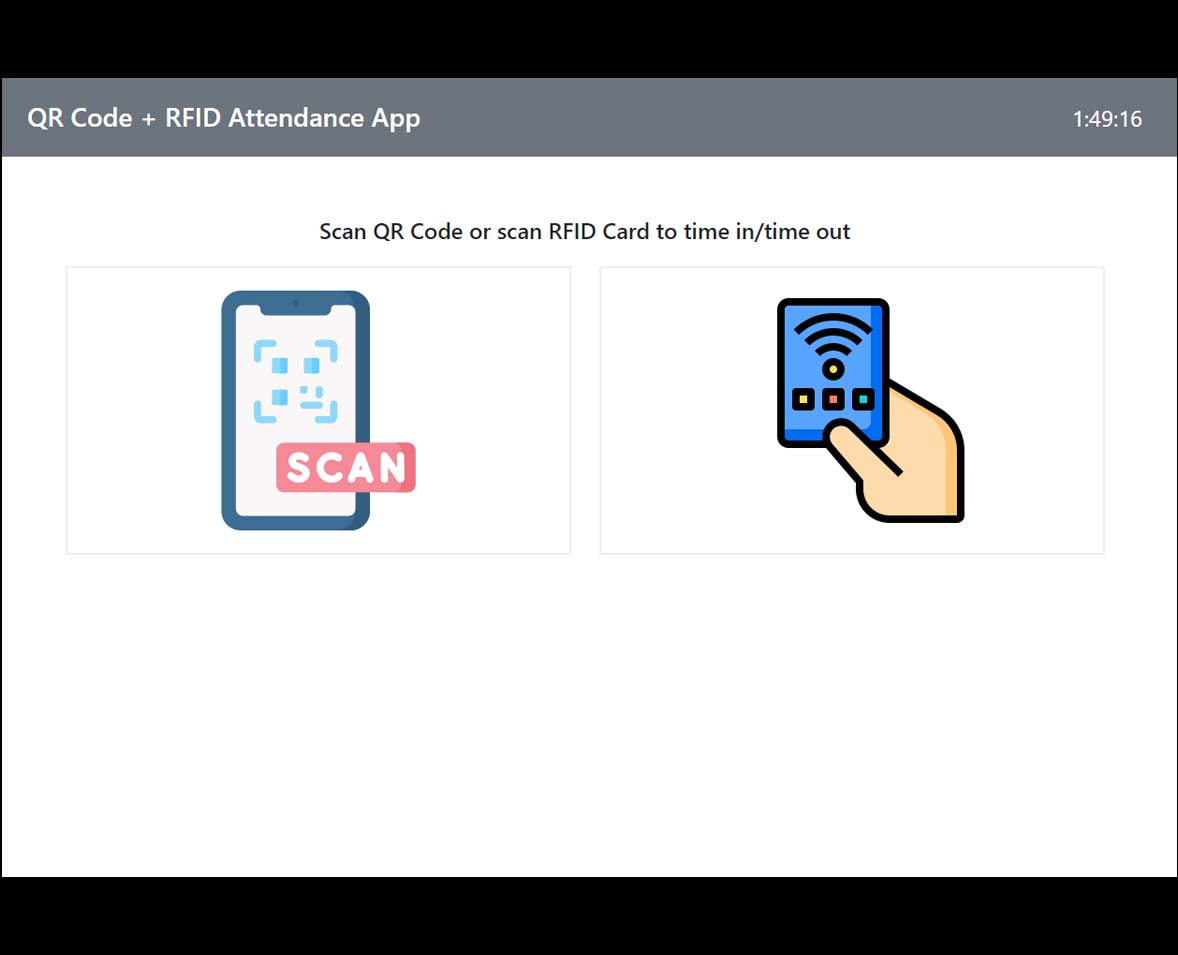 QR Code + RFID Attendance App
1:49:16
Scan QR Code or scan RFID Card to time in/time out
SCAN